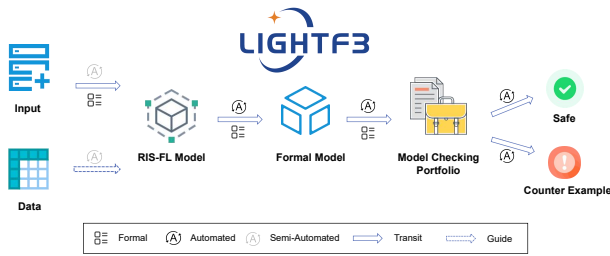 LIGHTF3
Input
Data
RIS-FL Model
Formal Model
Model Checking
Portfolio
Safe
Counter Example
Formal
Automated
Semi-Automated
Transit
Guide